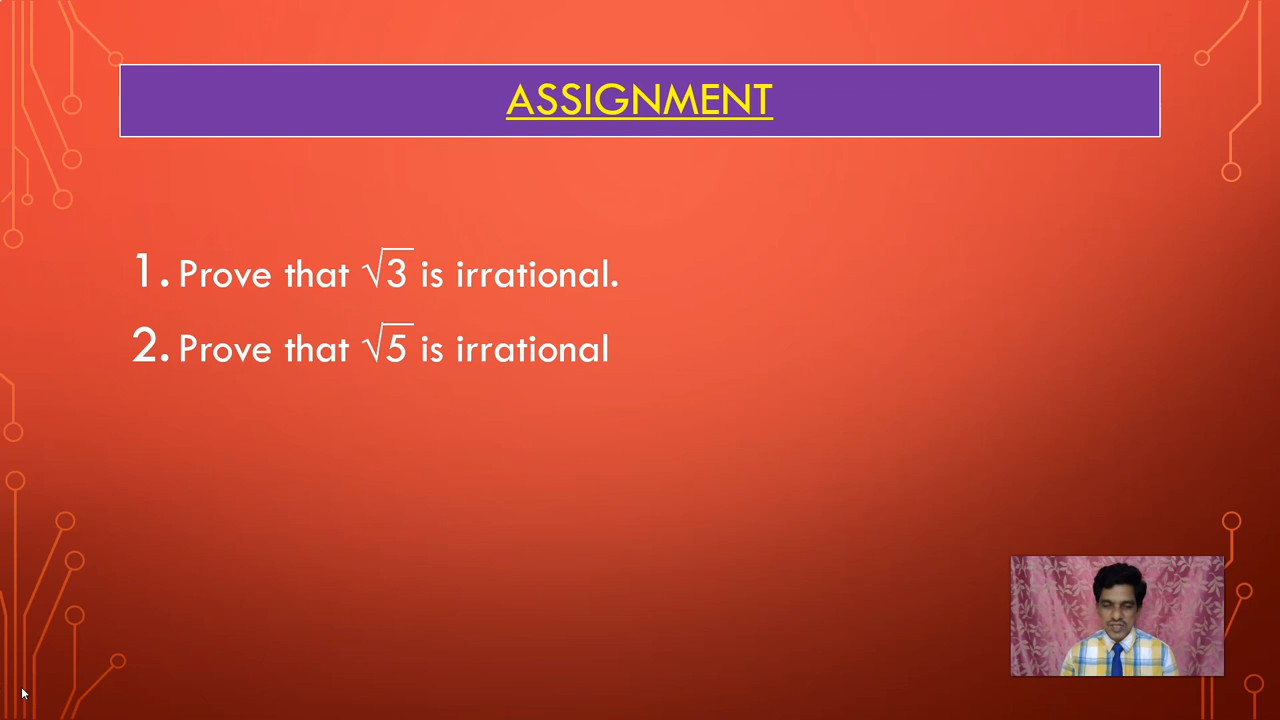 ASSIGNMENT
1. Prove that √3 is irrational.
2. Prove that √5 is irrational